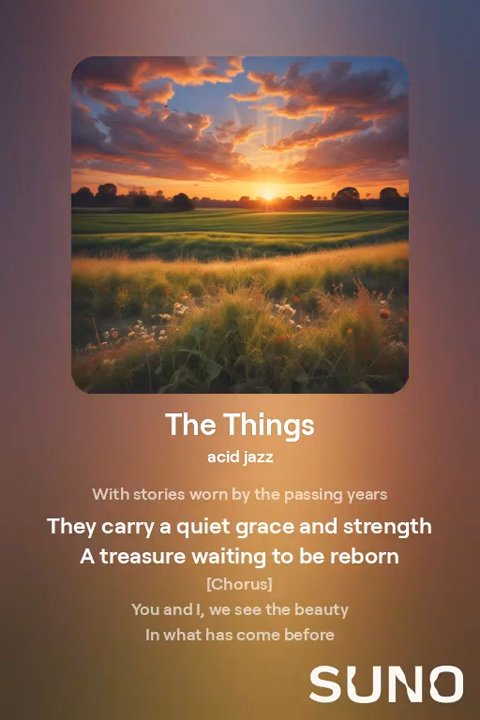 The Things
acid jazz
With stories worn by the passing years
They carry a quiet grace and strength
A treasure waiting to be reborn
[Chorus]
You and I, we see the beauty
In what has come before
SUNO